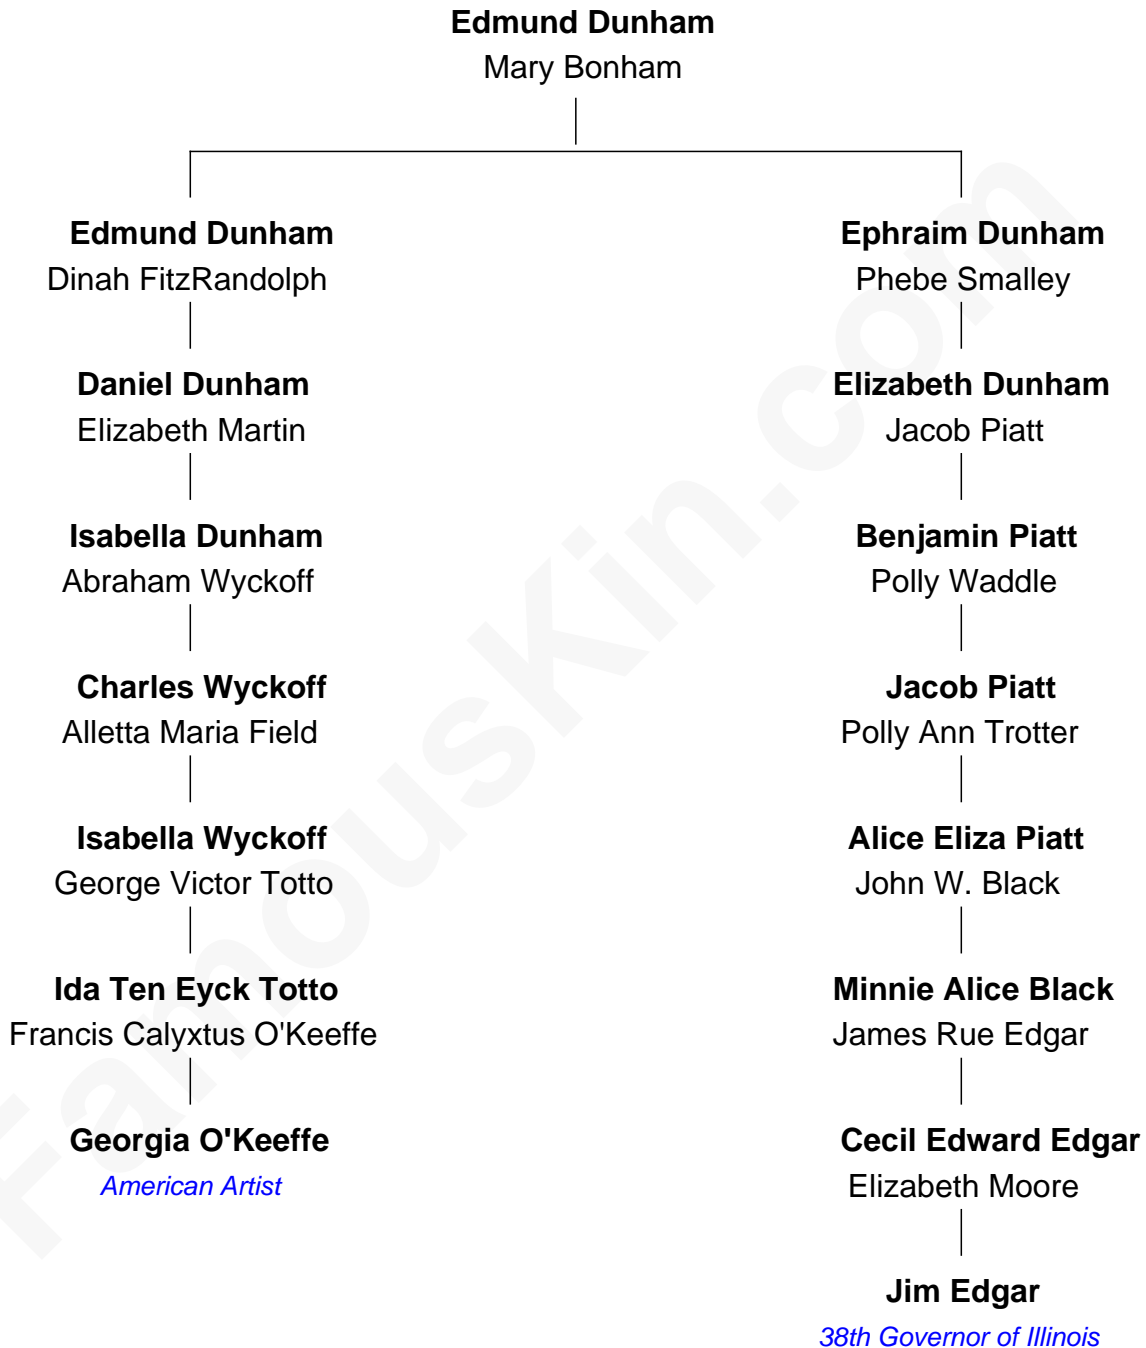 Edmund Dunham
Mary Bonham
Edmund Dunham
Dinah FitzRandolph
Daniel Dunham
Elizabeth Martin
Isabella Dunham
Abraham Wyckoff
Charles Wyckoff
Alletta Maria Field
Isabella Wyckoff
George Victor Totto
Ida Ten Eyck Totto
Francis Calyxtus O'Keeffe
Georgia O'Keeffe
American Artist
Ephraim Dunham
Phebe Smalley
Elizabeth Dunham
Jacob Piatt
Benjamin Piatt
Polly Waddle
Jacob Piatt
Polly Ann Trotter
Alice Eliza Piatt
John W. Black
Minnie Alice Black
James Rue Edgar
Cecil Edward Edgar
Elizabeth Moore
Jim Edgar
38th Governor of Illinois
FamousKin.com